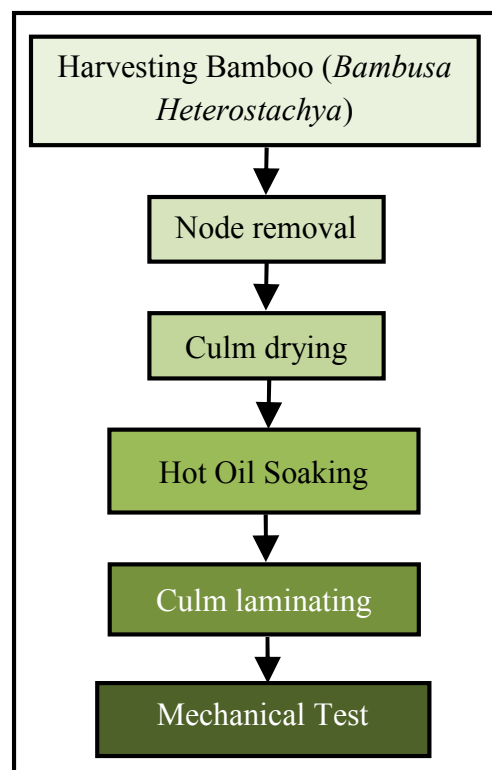 Harvesting Bamboo (Bambusa
Heterostachya)
Node removal
Culm drying
Hot Oil Soaking
Culm laminating
Mechanical Test